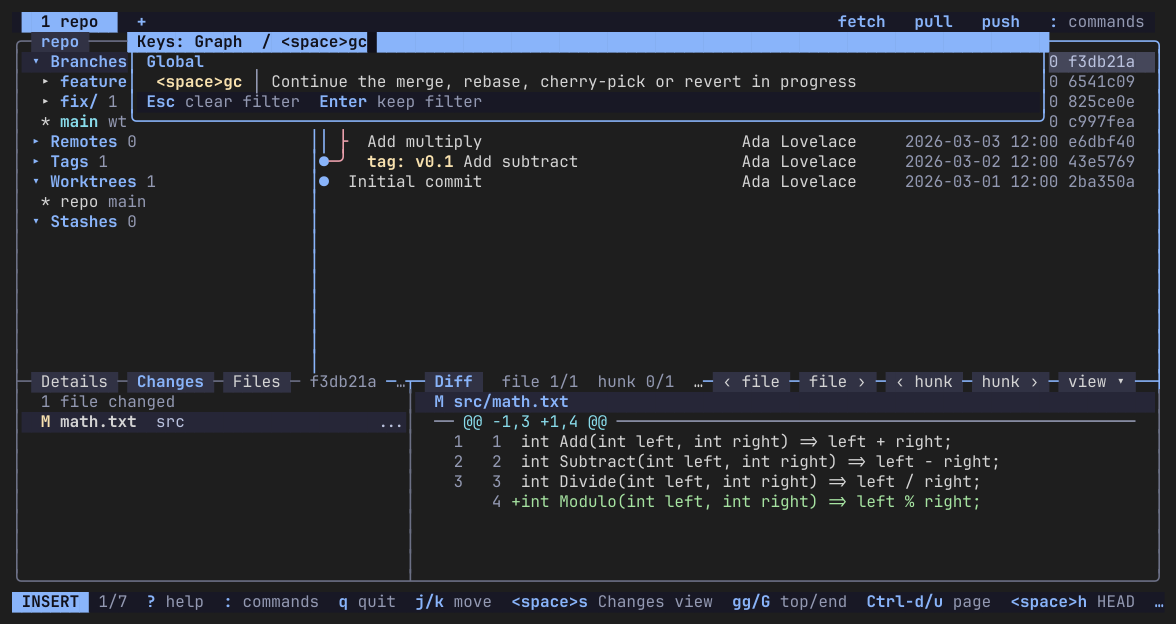 1 repo + fetch pull push : commands
repo Keys: Graph / <space>gc
▾ Branches Global 0 f3db21a
▸ feature <space>gc │ Continue the merge, rebase, cherry-pick or revert in progress 0 6541c09
▸ fix/ 1 Esc clear filter Enter keep filter 0 825ce0e
* main wt 0 c997fea
▸ Remotes 0 Add multiply Ada Lovelace 2026-03-03 12:00 e6dbf40
▸ Tags 1 tag: v0.1 Add subtract Ada Lovelace 2026-03-02 12:00 43e5769
▾ Worktrees 1 Initial commit Ada Lovelace 2026-03-01 12:00 2ba350a
* repo main
▾ Stashes 0
Details Changes Files f3db21a … Diff file 1/1 hunk 0/1 … ‹ file file › ‹ hunk hunk › view ▾
1 file changed M src/math.txt
M math.txt src ... @@ -1,3 +1,4 @@
1 1 int Add(int left, int right) => left + right;
2 2 int Subtract(int left, int right) => left - right;
3 3 int Divide(int left, int right) => left / right;
4 +int Modulo(int left, int right) => left % right;
INSERT 1/7 ? help : commands q quit j/k move <space>s Changes view gg/G top/end Ctrl-d/u page <space>h HEAD …